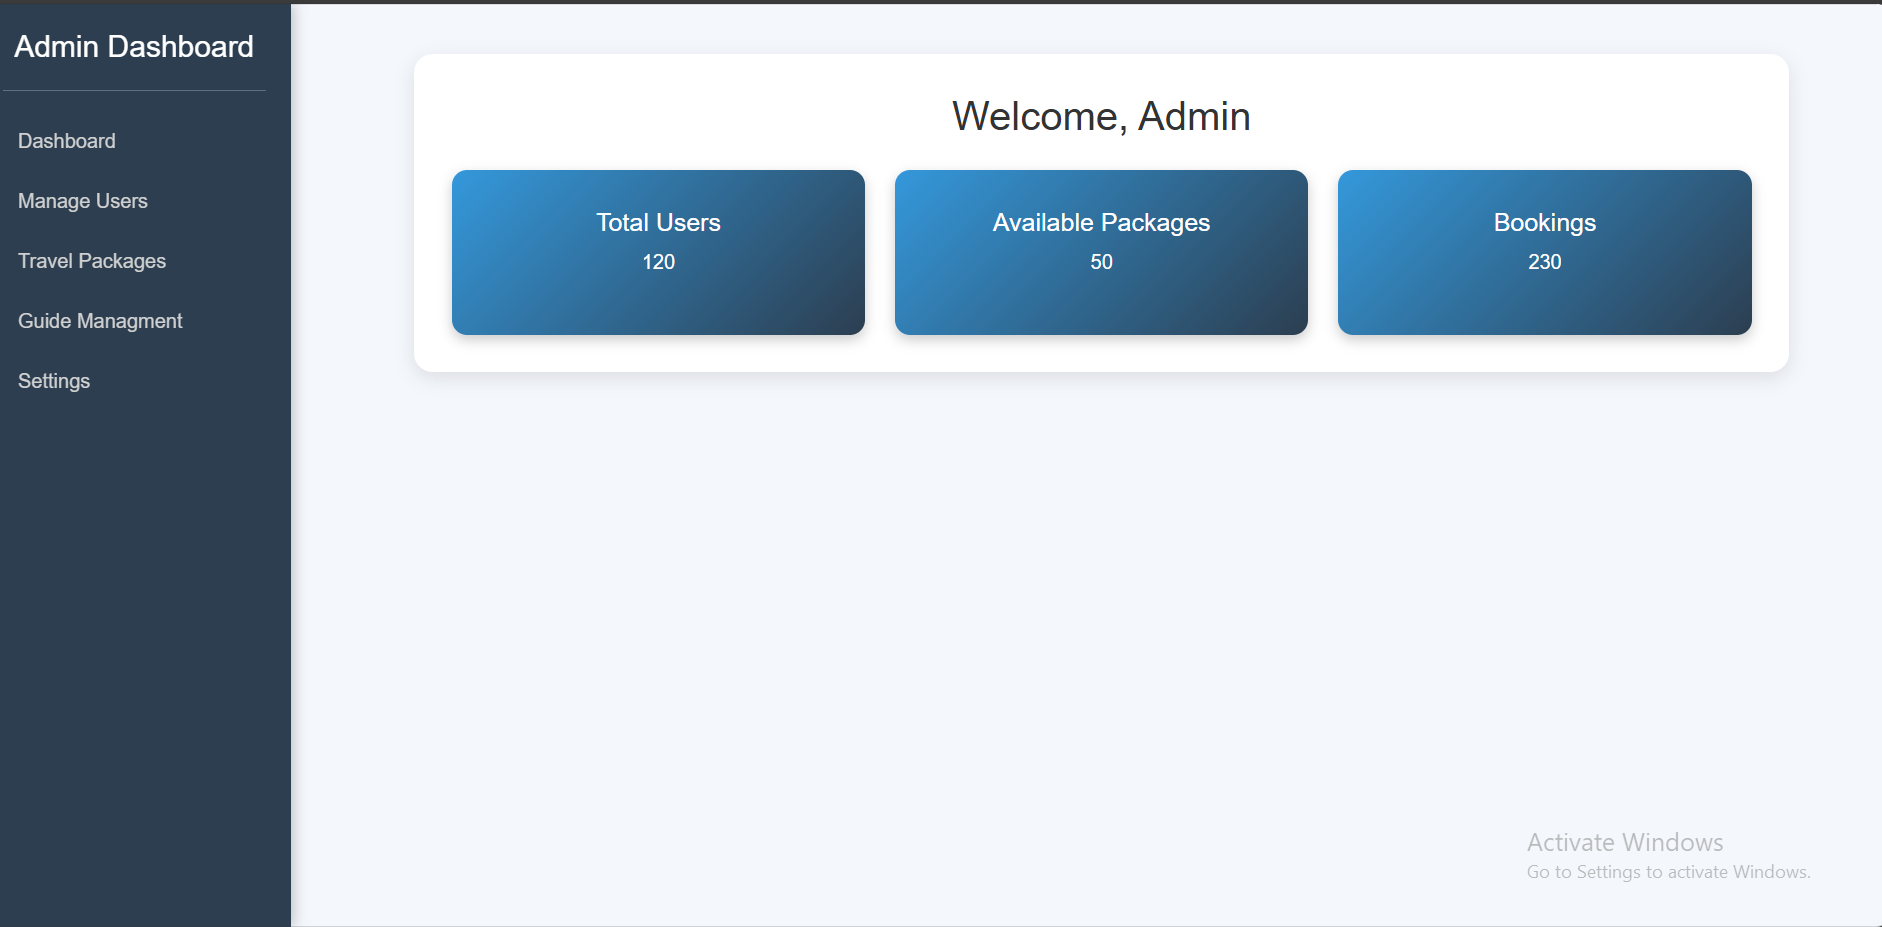 Admin Dashboard
Dashboard
Manage Users
Travel Packages
Guide Managment
Settings
Welcome, Admin
Total Users
120
Available Packages
50
Bookings
230
Activate Windows
Go to Settings to activate Windows.